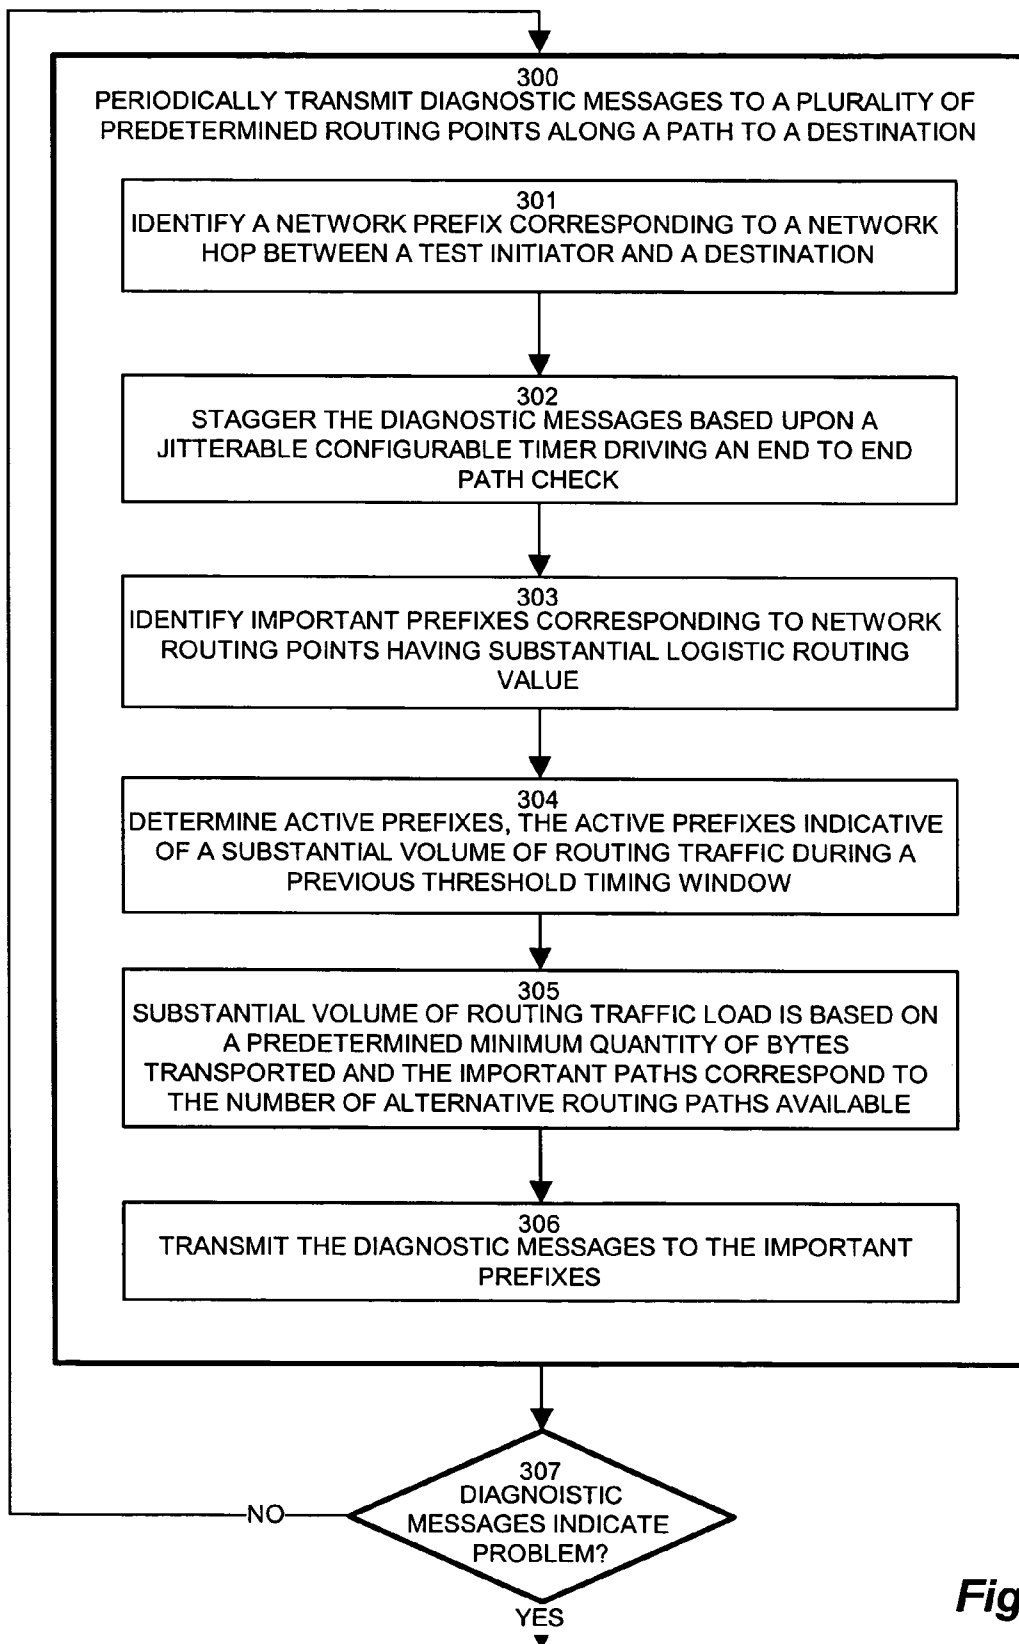 300
PERIODICALLY TRANSMIT DIAGNOSTIC MESSAGES TO A PLURALITY OF
PREDETERMINED ROUTING POINTS ALONG A PATH TO A DESTINATION
301
IDENTIFY A NETWORK PREFIX CORRESPONDING TO A NETWORK
HOP BETWEEN A TEST INITIATOR AND A DESTINATION
302
STAGGER THE DIAGNOSTIC MESSAGES BASED UPON A
JITTERABLE CONFIGURABLE TIMER DRIVING AN END TO END
PATH CHECK
303
IDENTIFY IMPORTANT PREFIXES CORRESPONDING TO NETWORK
ROUTING POINTS HAVING SUBSTANTIAL LOGISTIC ROUTING
VALUE
304
DETERMINE ACTIVE PREFIXES, THE ACTIVE PREFIXES INDICATIVE
OF A SUBSTANTIAL VOLUME OF ROUTING TRAFFIC DURING A
PREVIOUS THRESHOLD TIMING WINDOW
305
SUBSTANTIAL VOLUME OF ROUTING TRAFFIC LOAD IS BASED ON
A PREDETERMINED MINIMUM QUANTITY OF BYTES
TRANSPORTED AND THE IMPORTANT PATHS CORRESPOND TO
THE NUMBER OF ALTERNATIVE ROUTING PATHS AVAILABLE
306
TRANSMIT THE DIAGNOSTIC MESSAGES TO THE IMPORTANT
PREFIXES
307
DIAGNOISTIC
MESSAGES INDICATE
PROBLEM?
NO
YES
Fig